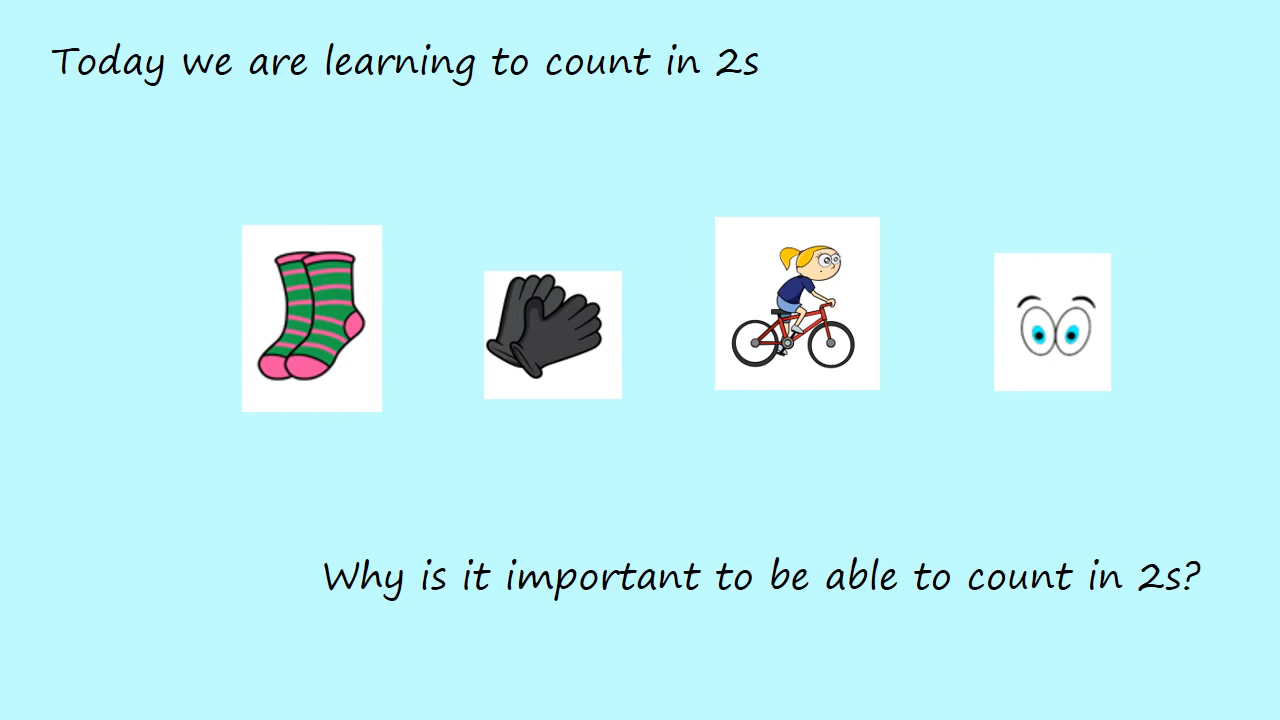 Today we are learning to count in 2s
Why is it important to be able to count in 2s?